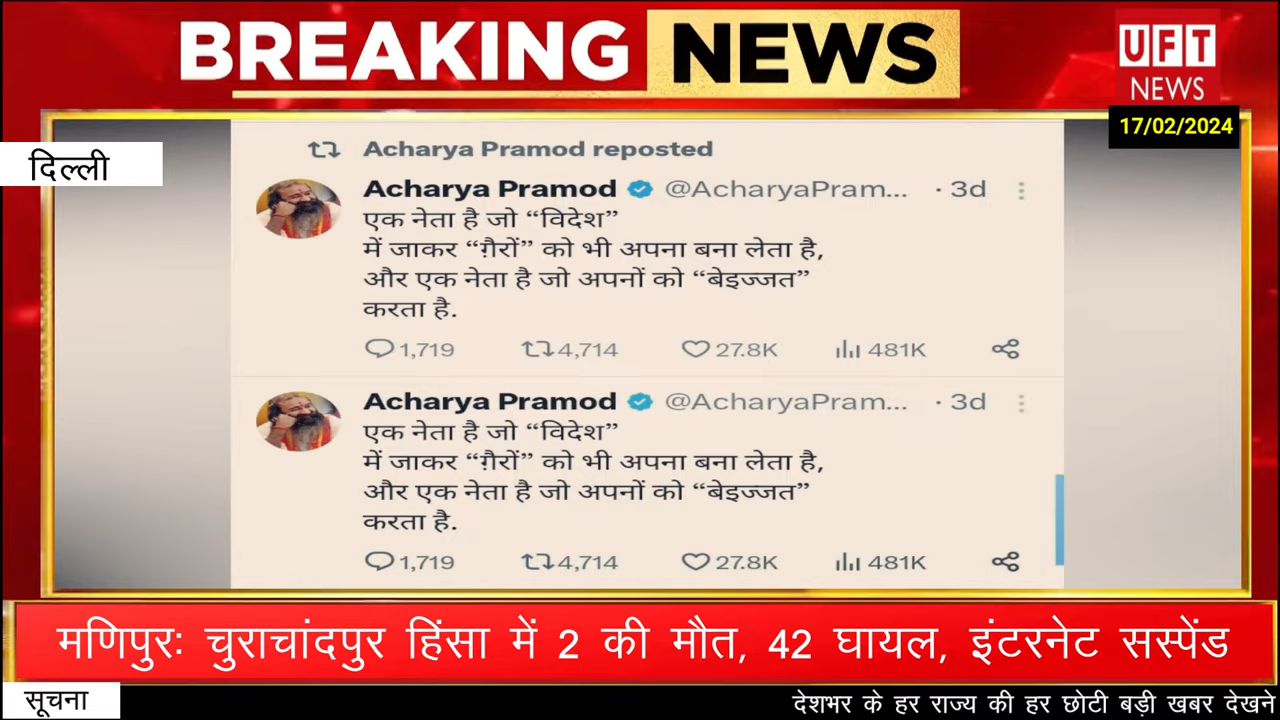 BREAKING NEWS
UFT
NEWS
17/02/2024
दिल्ली
Acharya Pramod reposted
Acharya Pramod @AcharyaPram... · 3d
एक नेता है जो “विदेश”
में जाकर “ग़ैरों” को भी अपना बना लेता है,
और एक नेता है जो अपनों को “बेइज्जत”
करता है.
1,719 4,714 27.8K 481K
Acharya Pramod @AcharyaPram... · 3d
एक नेता है जो “विदेश”
में जाकर “ग़ैरों” को भी अपना बना लेता है,
और एक नेता है जो अपनों को “बेइज्जत”
करता है.
1,719 4,714 27.8K 481K
मणिपुरः चुराचांदपुर हिंसा में 2 की मौत, 42 घायल, इंटरनेट सस्पेंड
सूचना
देशभर के हर राज्य की हर छोटी बड़ी खबर देखने